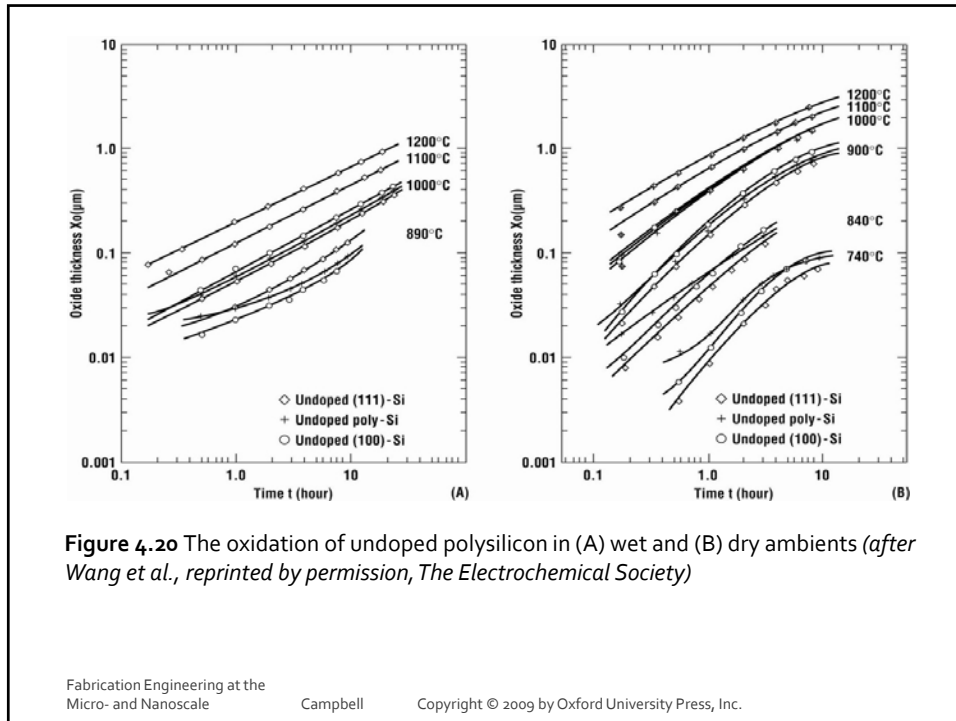 10
1.0
0.1
0.01
0.001
Oxide thickness Xo(µm)
1200°C
1100°C
1000°C
890°C
◇ Undoped (111)-Si
+ Undoped poly-Si
○ Undoped (100)-Si
0.1
1.0
10
Time t (hour)
(A)
10
1.0
0.1
0.01
0.001
Oxide thickness Xo(µm)
1200°C
1100°C
1000°C
900°C
840°C
740°C
◇ Undoped (111)-Si
+ Undoped poly-Si
○ Undoped (100)-Si
0.1
1.0
10
Time t (hour)
(B)
Figure 4.20 The oxidation of undoped polysilicon in (A) wet and (B) dry ambients (after
Wang et al., reprinted by permission, The Electrochemical Society)
Fabrication Engineering at the
Micro- and Nanoscale Campbell Copyright © 2009 by Oxford University Press, Inc.